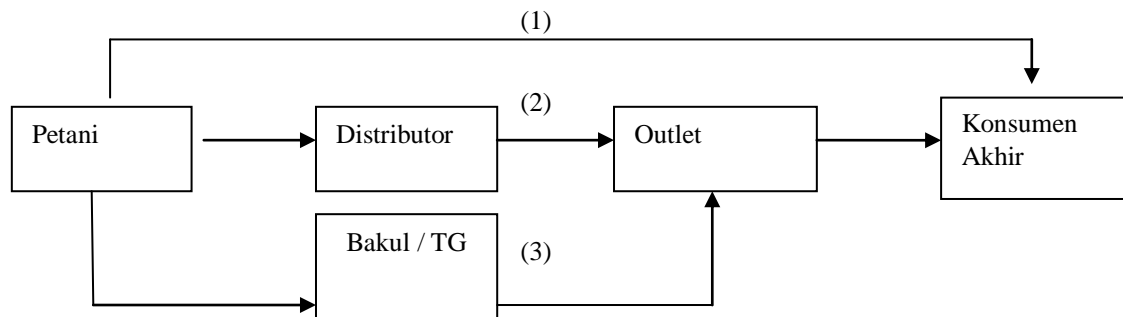 (1)
(2)
Petani
Distributor
Outlet
Konsumen
Akhir
Bakul / TG
(3)